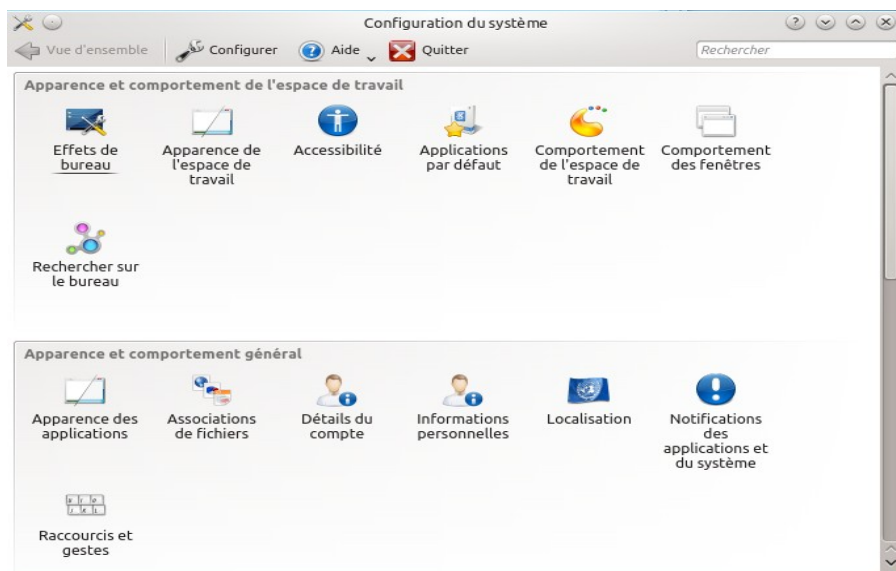 Configuration du système
Vue d'ensemble Configurer Aide Quitter Rechercher
Apparence et comportement de l'espace de travail
Effets de bureau
Apparence de l'espace de travail
Accessibilité
Applications par défaut
Comportement de l'espace de travail
Comportement des fenêtres
Rechercher sur le bureau
Apparence et comportement général
Apparence des applications
Associations de fichiers
Détails du compte
Informations personnelles
Localisation
Notifications des applications et du système
Raccourcis et gestes